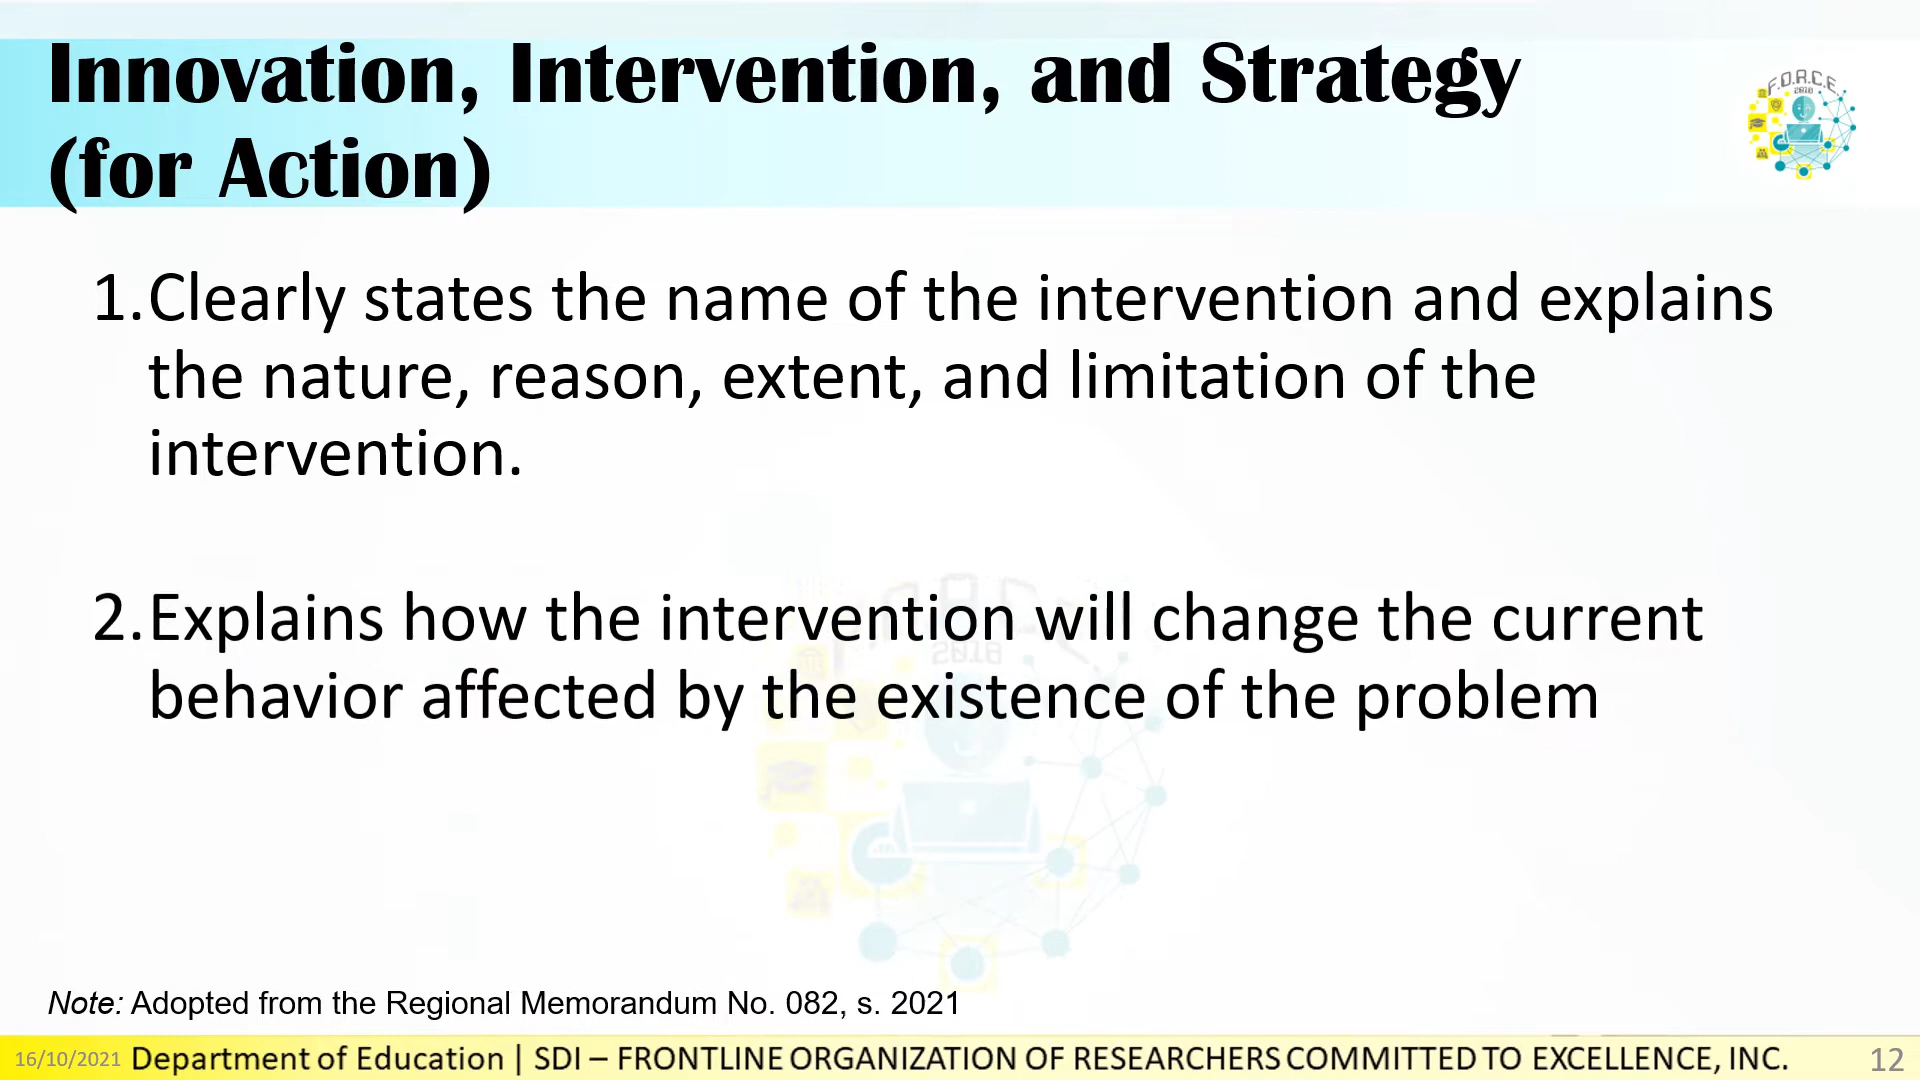 Innovation, Intervention, and Strategy
(for Action)
F.O.R.C.E.
2018
1.Clearly states the name of the intervention and explains
the nature, reason, extent, and limitation of the
intervention.
2.Explains how the intervention will change the current
behavior affected by the existence of the problem
2018
Note: Adopted from the Regional Memorandum No. 082, s. 2021
16/10/2021 Department of Education | SDI – FRONTLINE ORGANIZATION OF RESEARCHERS COMMITTED TO EXCELLENCE, INC. 12